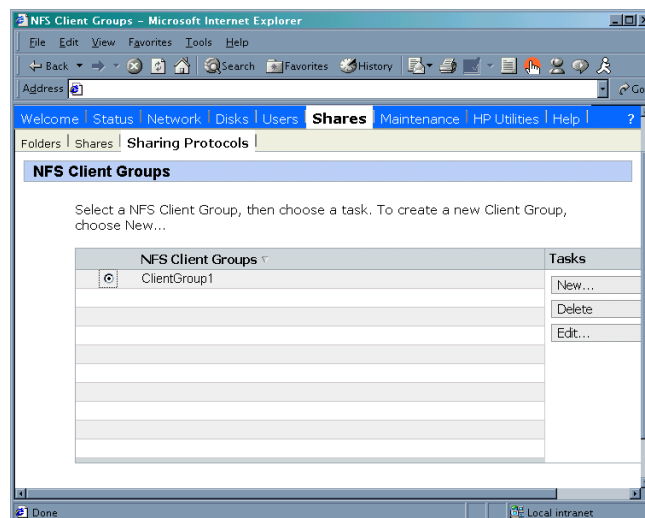 NFS Client Groups - Microsoft Internet Explorer
File Edit View Favorites Tools Help
Back Search Favorites History
Address Go
Welcome Status Network Disks Users Shares Maintenance HP Utilities Help ?
Folders Shares Sharing Protocols
NFS Client Groups
Select a NFS Client Group, then choose a task. To create a new Client Group,
choose New...
NFS Client Groups Tasks
ClientGroup1
New...
Delete
Edit...
Done Local intranet